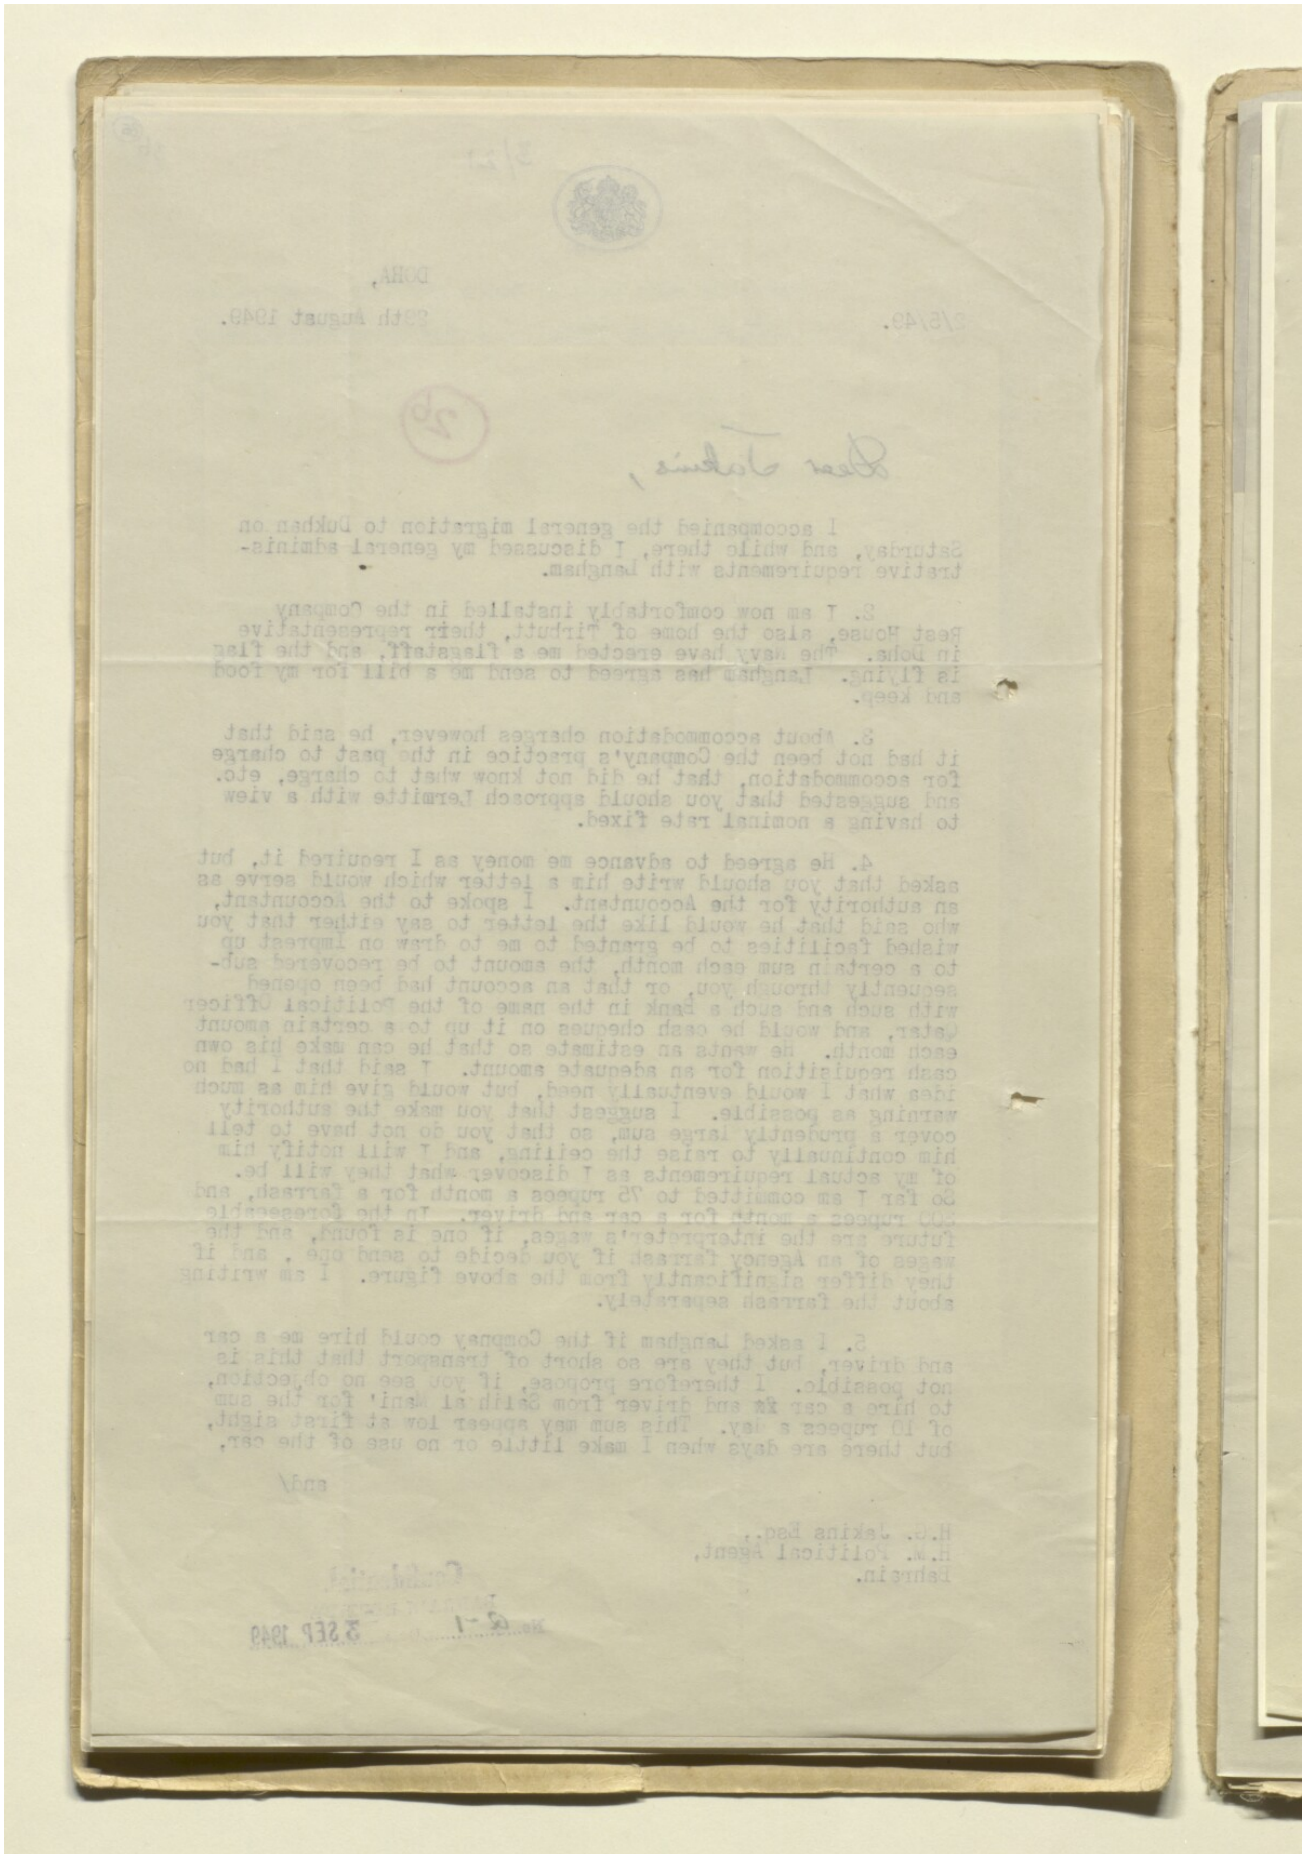 DOHA,
2/5/49.
29th August 1949.
26
Dear Jakins,
I accompanied the general migration to Dukhan on
Saturday, and while there, I discussed my general adminis-
trative requirements with Langham.
2. I am now comfortably installed in the Company
Rest House, also the home of Tirbutt, their representative
in Doha. The Navy have erected me a flagstaff, and the flag
is flying. Langham has agreed to send me a bill for my food
and keep.
3. About accommodation charges however, he said that
it had not been the Company's practice in the past to charge
for accommodation, that he did not know what to charge, etc.
and suggested that you should approach Lermitte with a view
to having a nominal rate fixed.
4. He agreed to advance me money as I required it, but
asked that you should write him a letter which would serve as
an authority for the Accountant. I spoke to the Accountant,
who said that he would like the letter to say either that you
wished facilities to be granted to me to draw on imprest up
to a certain sum each month, the amount to be recovered sub-
sequently through you, or that an account had been opened
with such and such a Bank in the name of the Political Officer
Qatar, and would he cash cheques on it up to a certain amount
each month. He wants an estimate so that he can make his own
cash requisition for an adequate amount. I said that I had no
idea what I would eventually need, but would give him as much
warning as possible. I suggest that you make the authority
cover a prudently large sum, so that you do not have to tell
him continually to raise the ceiling, and I will notify him
of my actual requirements as I discover what they will be.
So far I am committed to 75 rupees a month for a farrash, and
300 rupees a month for a car and driver. In the foreseeable
future are the interpreter's wages, if one is found, and the
wages of an Agency farrash if you decide to send one , and if
they differ significantly from the above figure. I am writing
about the farrash separately.
5. I asked Langham if the Compnay could hire me a car
and driver, but they are so short of transport that this is
not possible. I therefore propose, if you see no objection,
to hire a car and driver from Salih al Mani' for the sum
of 10 rupees a day. This sum may appear low at first sight,
but there are days when I make little or no use of the car,
and/
H.G. Jakins Esq.,
H.M. Political Agent,
Bahrain.
Confidential
No. Q-1 3 SEP 1949